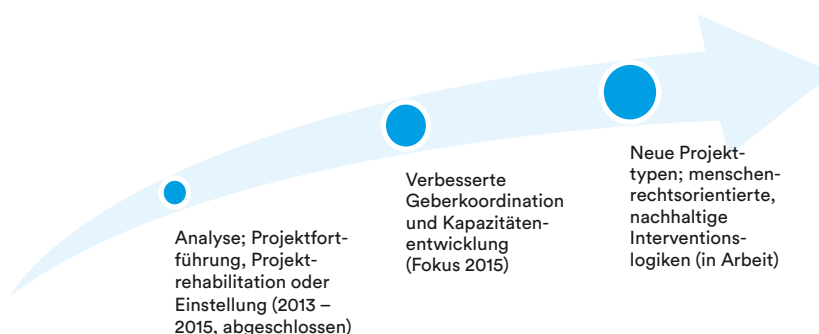 Analyse; Projektfort-
führung, Projekt-
rehabilitation oder
Einstellung (2013 –
2015, abgeschlossen)
Verbesserte
Geberkoordination
und Kapazitäten-
entwicklung
(Fokus 2015)
Neue Projekt-
typen; menschen-
rechtsorientierte,
nachhaltige
Interventions-
logiken (in Arbeit)